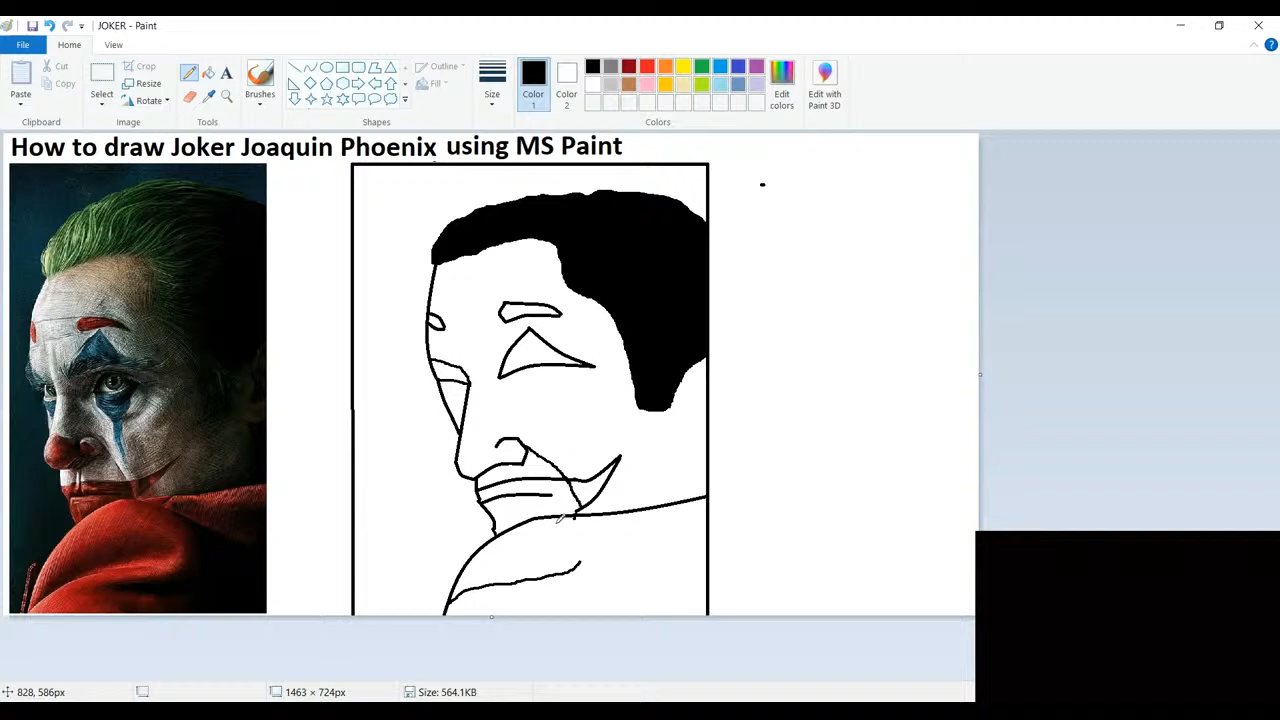 JOKER - Paint
File Home View
Paste
Cut
Copy
Clipboard
Select
Crop
Resize
Rotate
Image
A
Tools
Brushes
Outline
Fill
Shapes
Size
Color 1
Color 2
Edit colors
Colors
Edit with Paint 3D
How to draw Joker Joaquin Phoenix using MS Paint
828, 586px
1463 × 724px
Size: 564.1KB